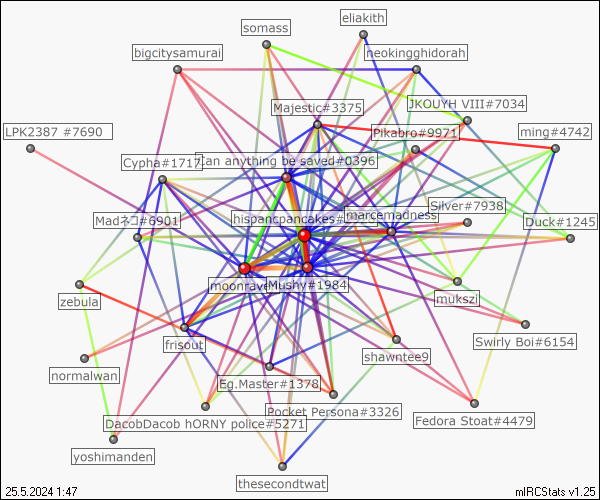 eliakith
somass
bigcitysamurai
neokingghidorah
JKOUYH VIII#7034
Majestic#3375
LPK2387 #7690
Pikabro#9971
ming#4742
Cypha#1717
Can anything be saved#0396
Silver#7938
Madネコ#6901
hispancpancakes#
marcemadness
Duck#1245
moonrave
Mushy#1984
mukszi
zebula
Swirly Boi#6154
frisout
shawntee9
normalwan
Eg.Master#1378
Pocket Persona#3326
DacobDacob hORNY police#5271
Fedora Stoat#4479
yoshimanden
thesecondtwat
25.5.2024 1:47
mIRCStats v1.25